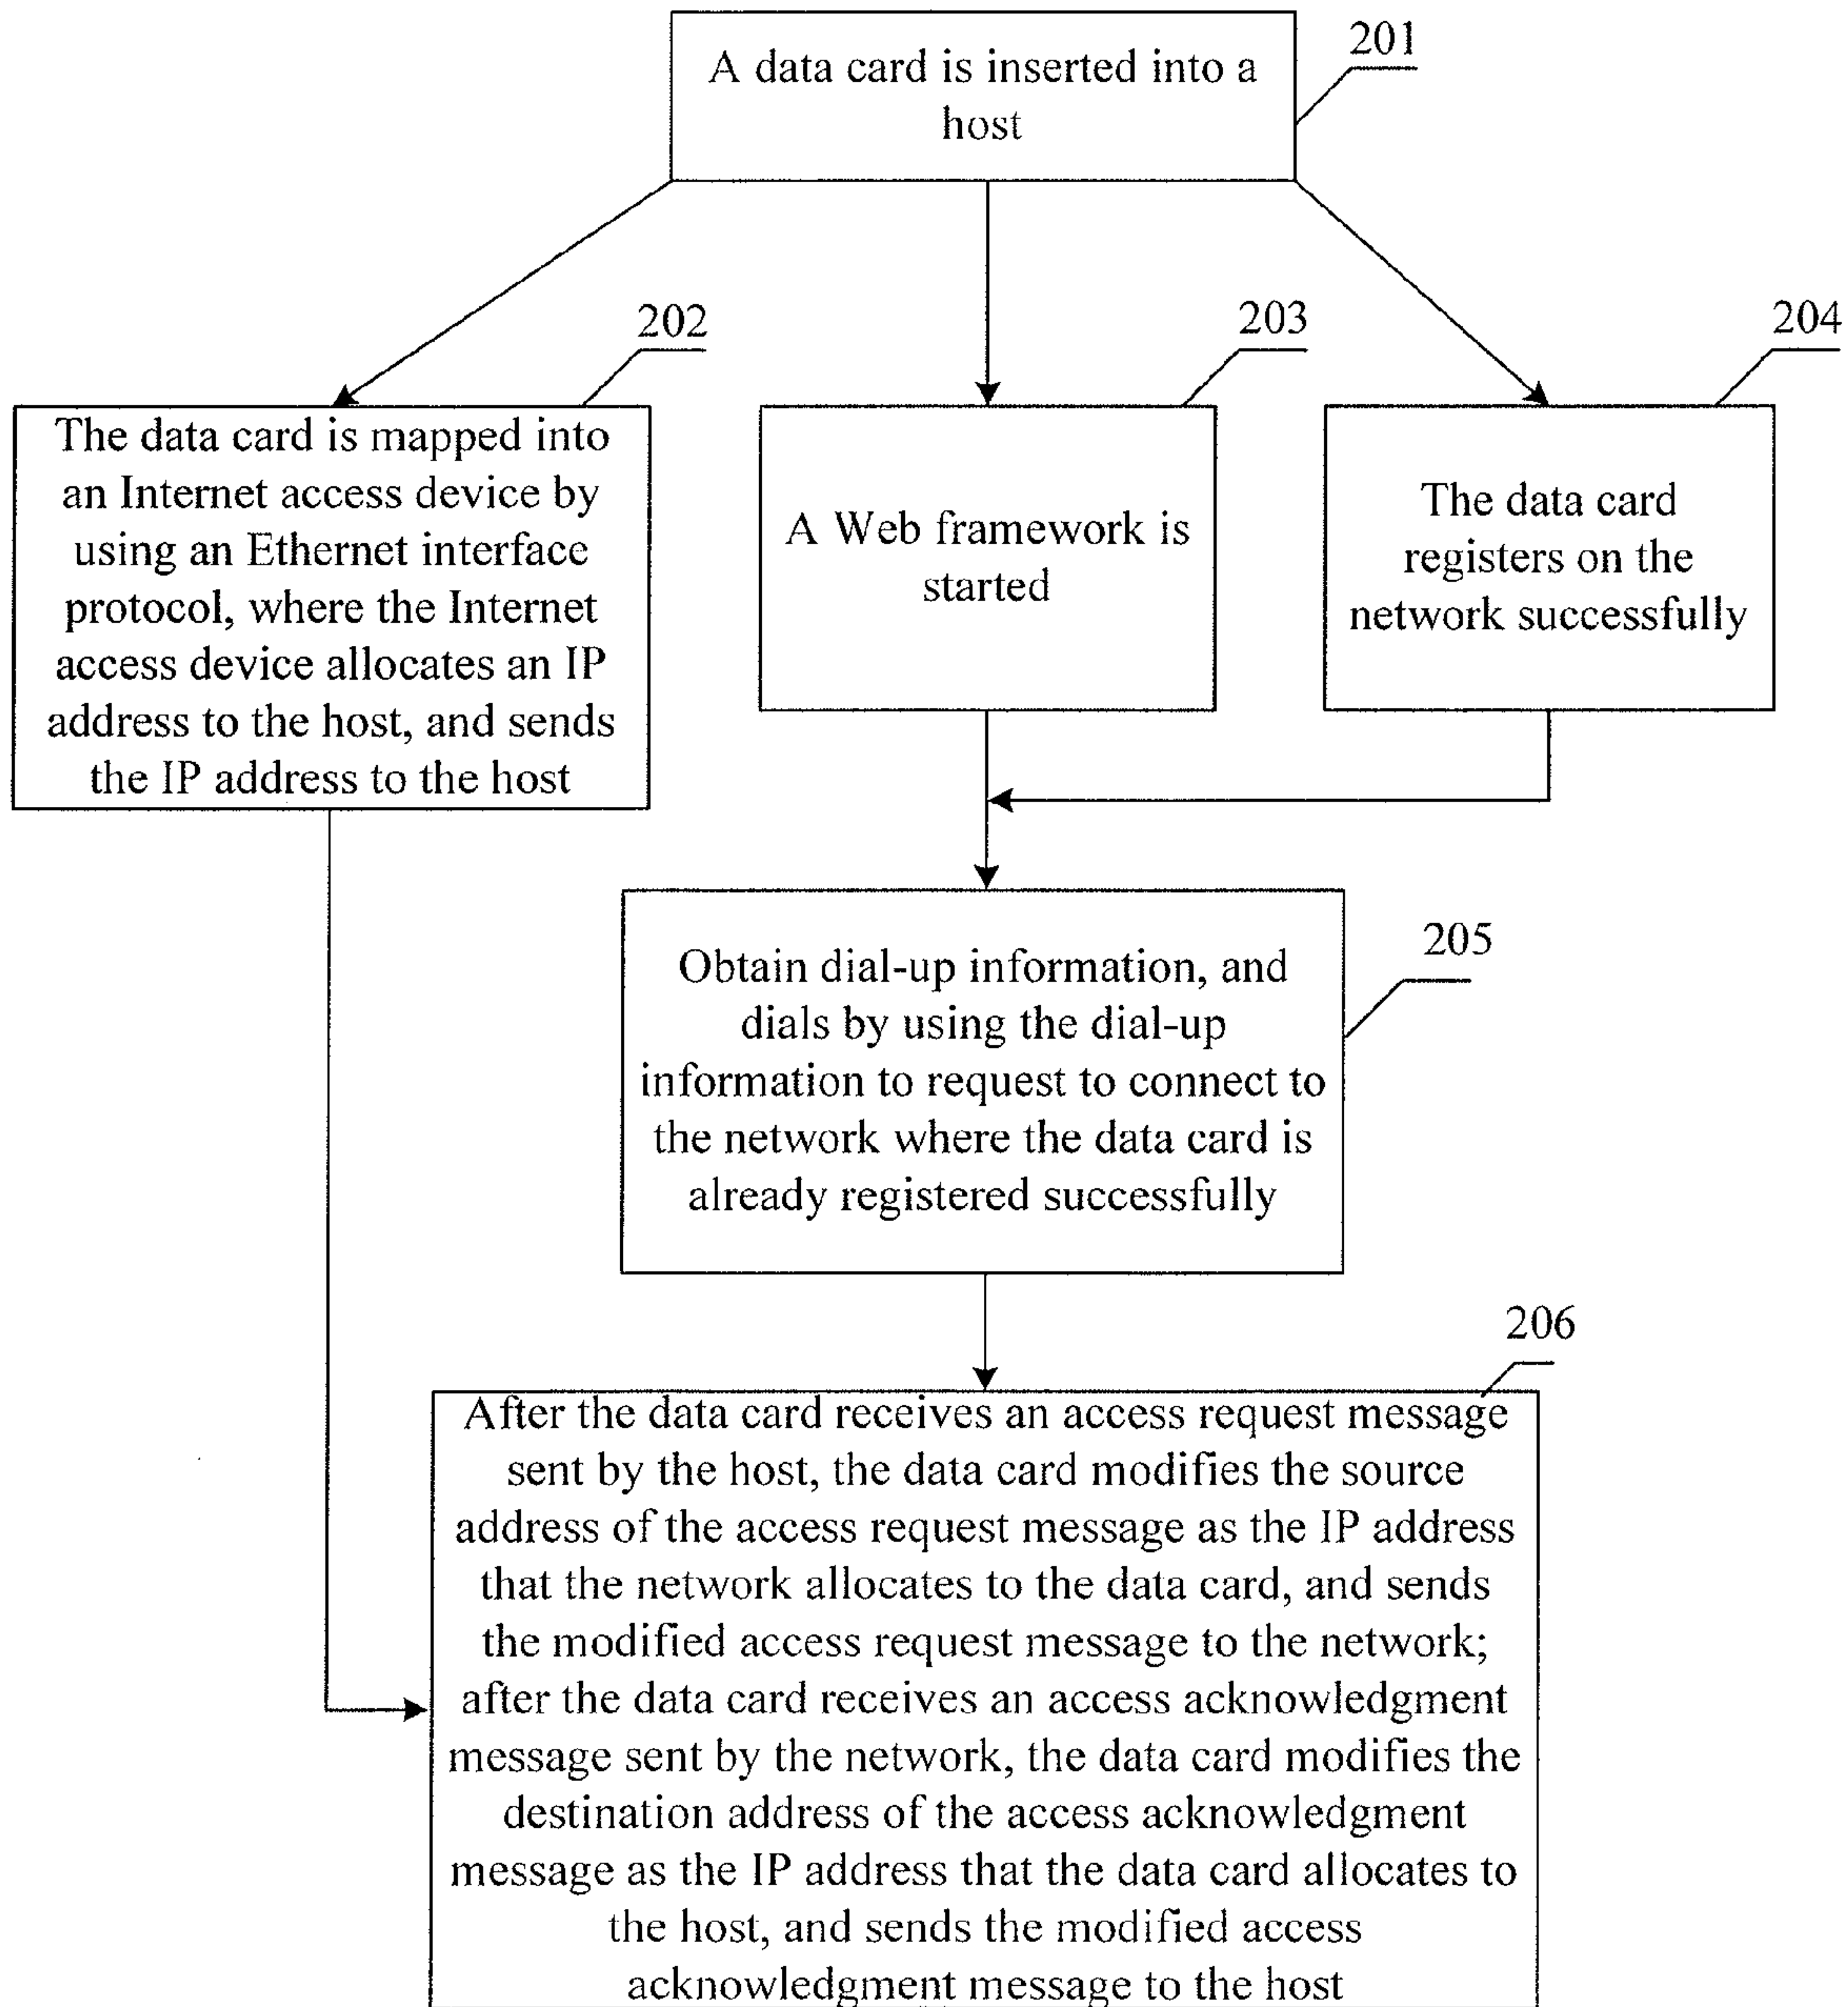 A data card is inserted into a
host
201
202
The data card is mapped into
an Internet access device by
using an Ethernet interface
protocol, where the Internet
access device allocates an IP
address to the host, and sends
the IP address to the host
203
A Web framework is
started
204
The data card
registers on the
network successfully
205
Obtain dial-up information, and
dials by using the dial-up
information to request to connect to
the network where the data card is
already registered successfully
206
After the data card receives an access request message
sent by the host, the data card modifies the source
address of the access request message as the IP address
that the network allocates to the data card, and sends
the modified access request message to the network;
after the data card receives an access acknowledgment
message sent by the network, the data card modifies the
destination address of the access acknowledgment
message as the IP address that the data card allocates to
the host, and sends the modified access
acknowledgment message to the host